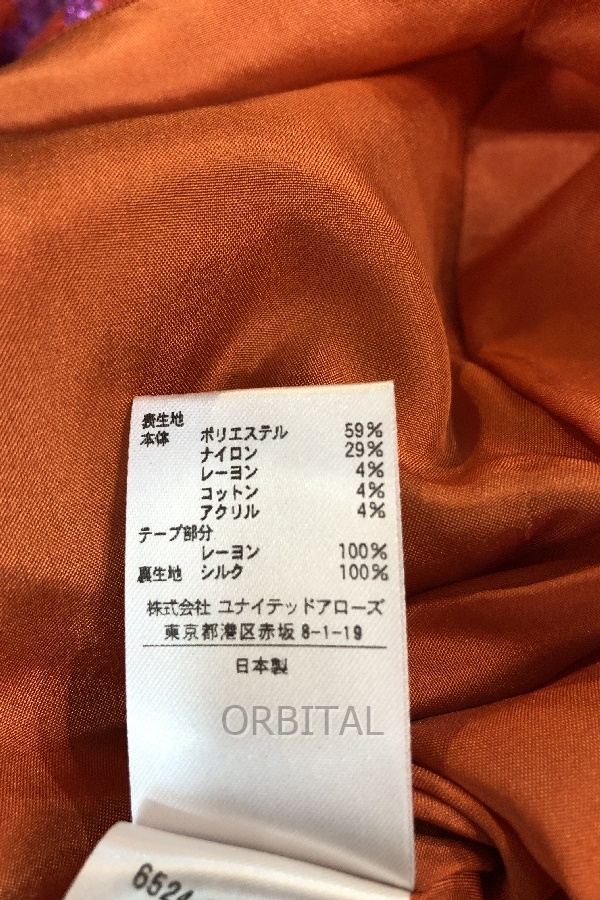 表生地
本体 ポリエステル 59%
ナイロン 29%
レーヨン 4%
コットン 4%
アクリル 4%
テープ部分
レーヨン 100%
裏生地 シルク 100%
株式会社 ユナイテッドアローズ
東京都港区赤坂 8-1-19
日本製
ORBITAL
6524